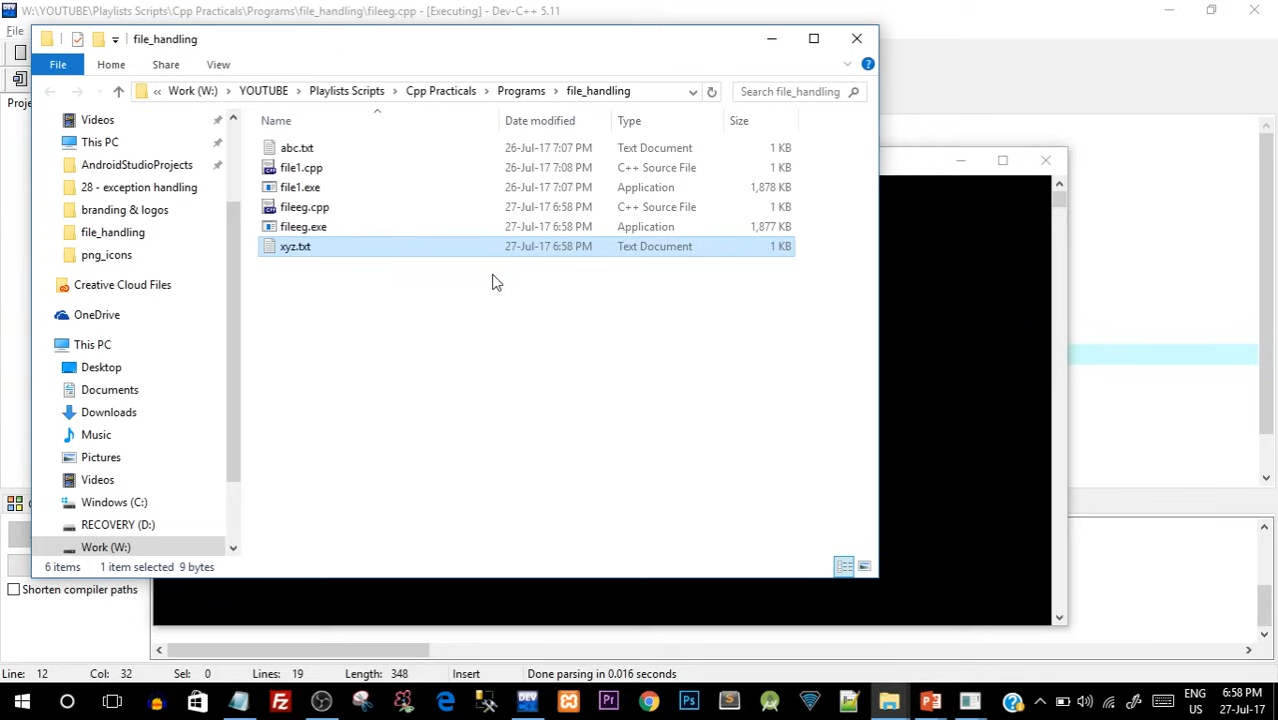 W:\YOUTUBE\Playlists Scripts\Cpp Practicals\Programs\file_handling\fileeg.cpp - [Executing] - Dev-C++ 5.11
File
file_handling
File Home Share View
« Work (W:) > YOUTUBE > Playlists Scripts > Cpp Practicals > Programs > file_handling
Search file_handling
Proje
Name Date modified Type Size
abc.txt 26-Jul-17 7:07 PM Text Document 1 KB
file1.cpp 26-Jul-17 7:08 PM C++ Source File 1 KB
file1.exe 26-Jul-17 7:07 PM Application 1,878 KB
fileeg.cpp 27-Jul-17 6:58 PM C++ Source File 1 KB
fileeg.exe 27-Jul-17 6:58 PM Application 1,877 KB
xyz.txt 27-Jul-17 6:58 PM Text Document 1 KB
Videos
This PC
AndroidStudioProjects
28 - exception handling
branding & logos
file_handling
png_icons
Creative Cloud Files
OneDrive
This PC
Desktop
Documents
Downloads
Music
Pictures
Videos
Windows (C:)
RECOVERY (D:)
Work (W:)
6 items 1 item selected 9 bytes
Shorten compiler paths
Line: 12 Col: 32 Sel: 0 Lines: 19 Length: 348 Insert Done parsing in 0.016 seconds
ENG 6:58 PM
US 27-Jul-17